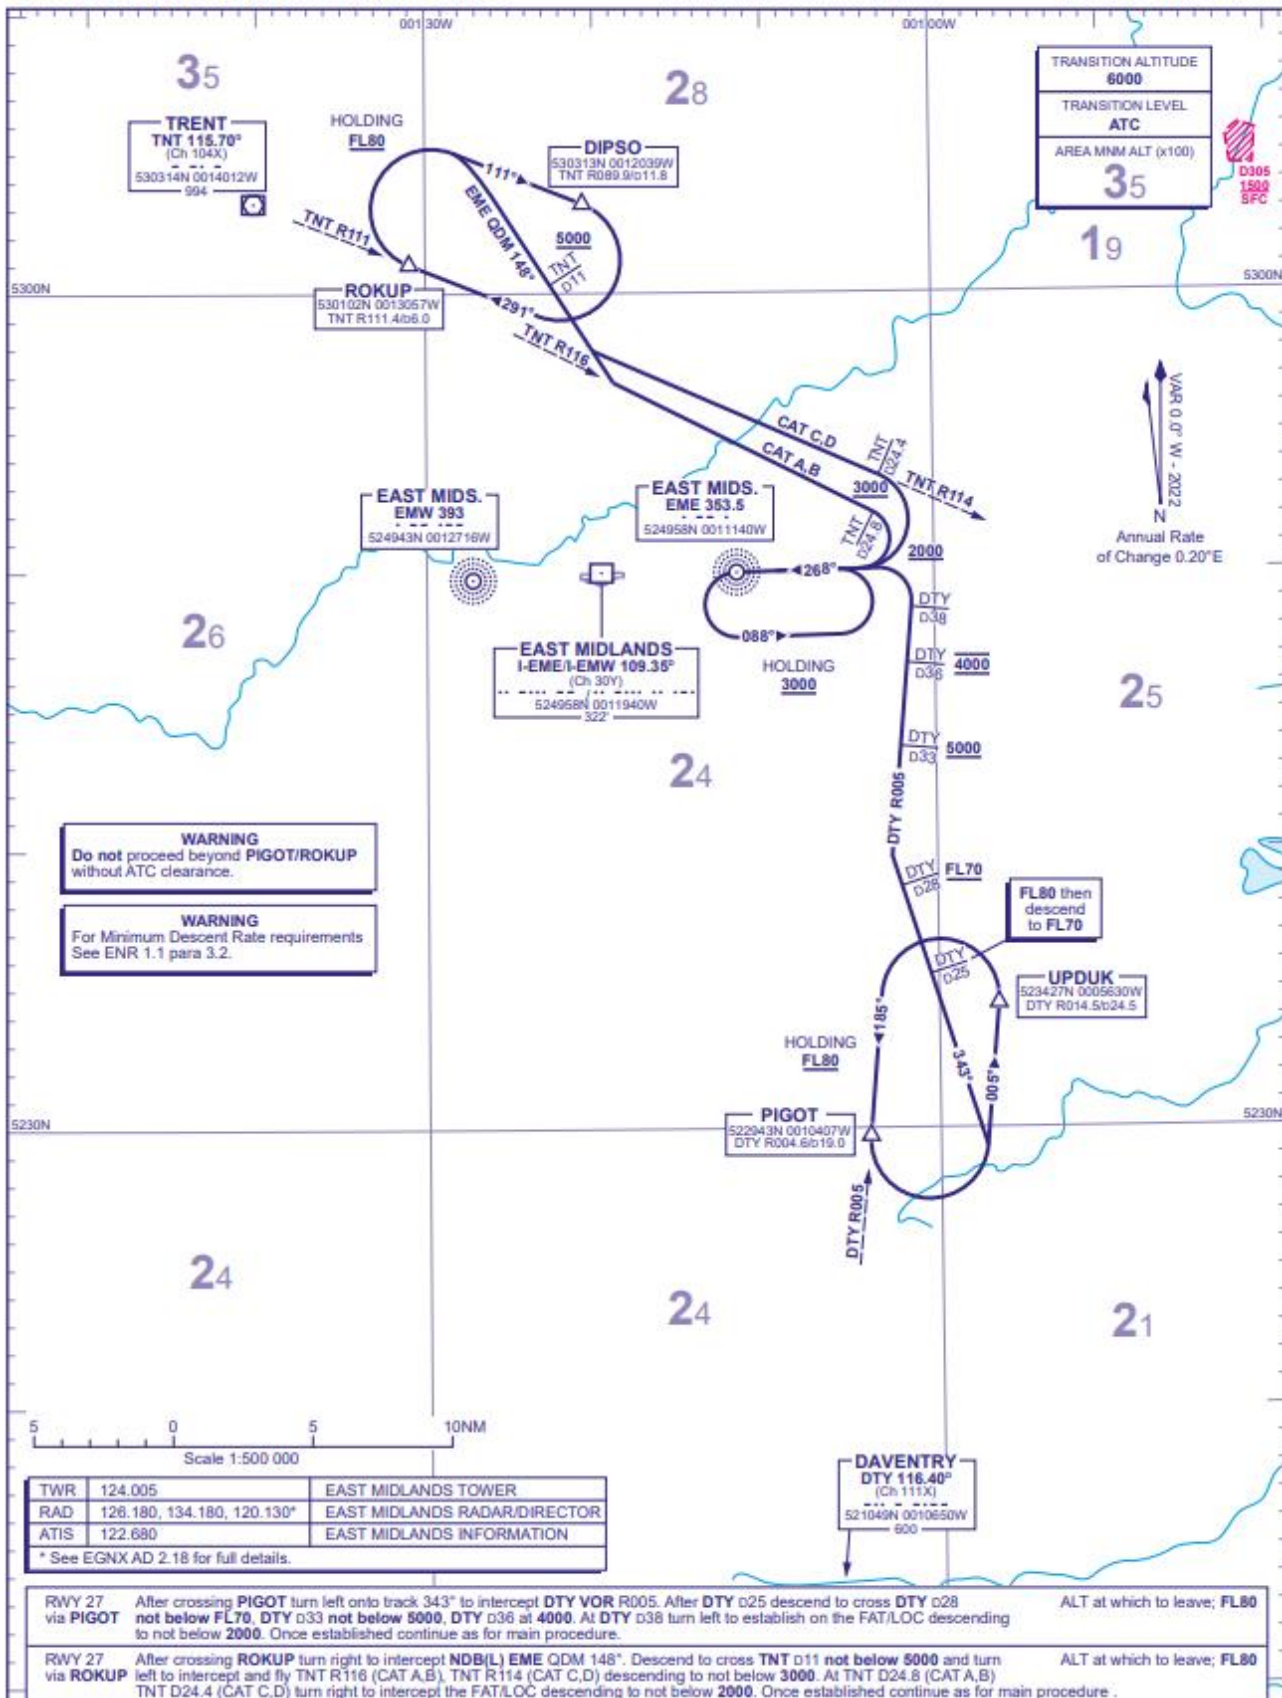 001'30W
001'00W
35
28
TRANSITION ALTITUDE
6000
TRANSITION LEVEL
ATC
AREA MNM ALT (x100)
35
D305
1500
SFC
19
TRENT
TNT 115.70°
(Ch 104X)
530314N 0014012W
994
HOLDING
FL80
DIPSO
530313N 0012039W
TNT R089.9/D11.8
111°
EME QDM 148°
5000
TNT
D11
TNT R111
ROKUP
530102N 0013057W
TNT R111.4/D6.0
291°
5300N
5300N
TNT R116
CAT C,D
CAT A,B
TNT
D24.4
3000
TNT R114
TNT
D24.8
2000
VAR 0.0° W - 2022
N
Annual Rate
of Change 0.20°E
EAST MIDS.
EMW 393
524943N 0012716W
EAST MIDS.
EME 353.5
524958N 0011140W
268°
088°
HOLDING
3000
EAST MIDLANDS
I-EME/I-EMW 109.35°
(Ch 30Y)
524958N 0011940W
322'
26
DTY
D38
DTY
D36
4000
DTY
D33
5000
25
24
DTY R005
DTY
D28
FL70
WARNING
Do not proceed beyond PIGOT/ROKUP
without ATC clearance.
WARNING
For Minimum Descent Rate requirements
See ENR 1.1 para 3.2.
FL80 then
descend
to FL70
DTY
D25
UPDUK
523427N 0005630W
DTY R014.5/D24.5
185°
HOLDING
FL80
343°
005°
PIGOT
522943N 0010407W
DTY R004.6/D19.0
5230N
5230N
DTY R005
24
24
21
5 0 5 10NM
Scale 1:500 000
DAVENTRY
DTY 116.40°
(Ch 111X)
521049N 0010650W
600
TWR 124.005 EAST MIDLANDS TOWER
RAD 126.180, 134.180, 120.130* EAST MIDLANDS RADAR/DIRECTOR
ATIS 122.680 EAST MIDLANDS INFORMATION
* See EGNX AD 2.18 for full details.
RWY 27 After crossing PIGOT turn left onto track 343° to intercept DTY VOR R005. After DTY D25 descend to cross DTY D28 ALT at which to leave; FL80
via PIGOT not below FL70, DTY D33 not below 5000, DTY D36 at 4000. At DTY D38 turn left to establish on the FAT/LOC descending
to not below 2000. Once established continue as for main procedure.
RWY 27 After crossing ROKUP turn right to intercept NDB(L) EME QDM 148°. Descend to cross TNT D11 not below 5000 and turn ALT at which to leave; FL80
via ROKUP left to intercept and fly TNT R116 (CAT A,B), TNT R114 (CAT C,D) descending to not below 3000. At TNT D24.8 (CAT A,B)
TNT D24.4 (CAT C,D) turn right to intercept the FAT/LOC descending to not below 2000. Once established continue as for main procedure .